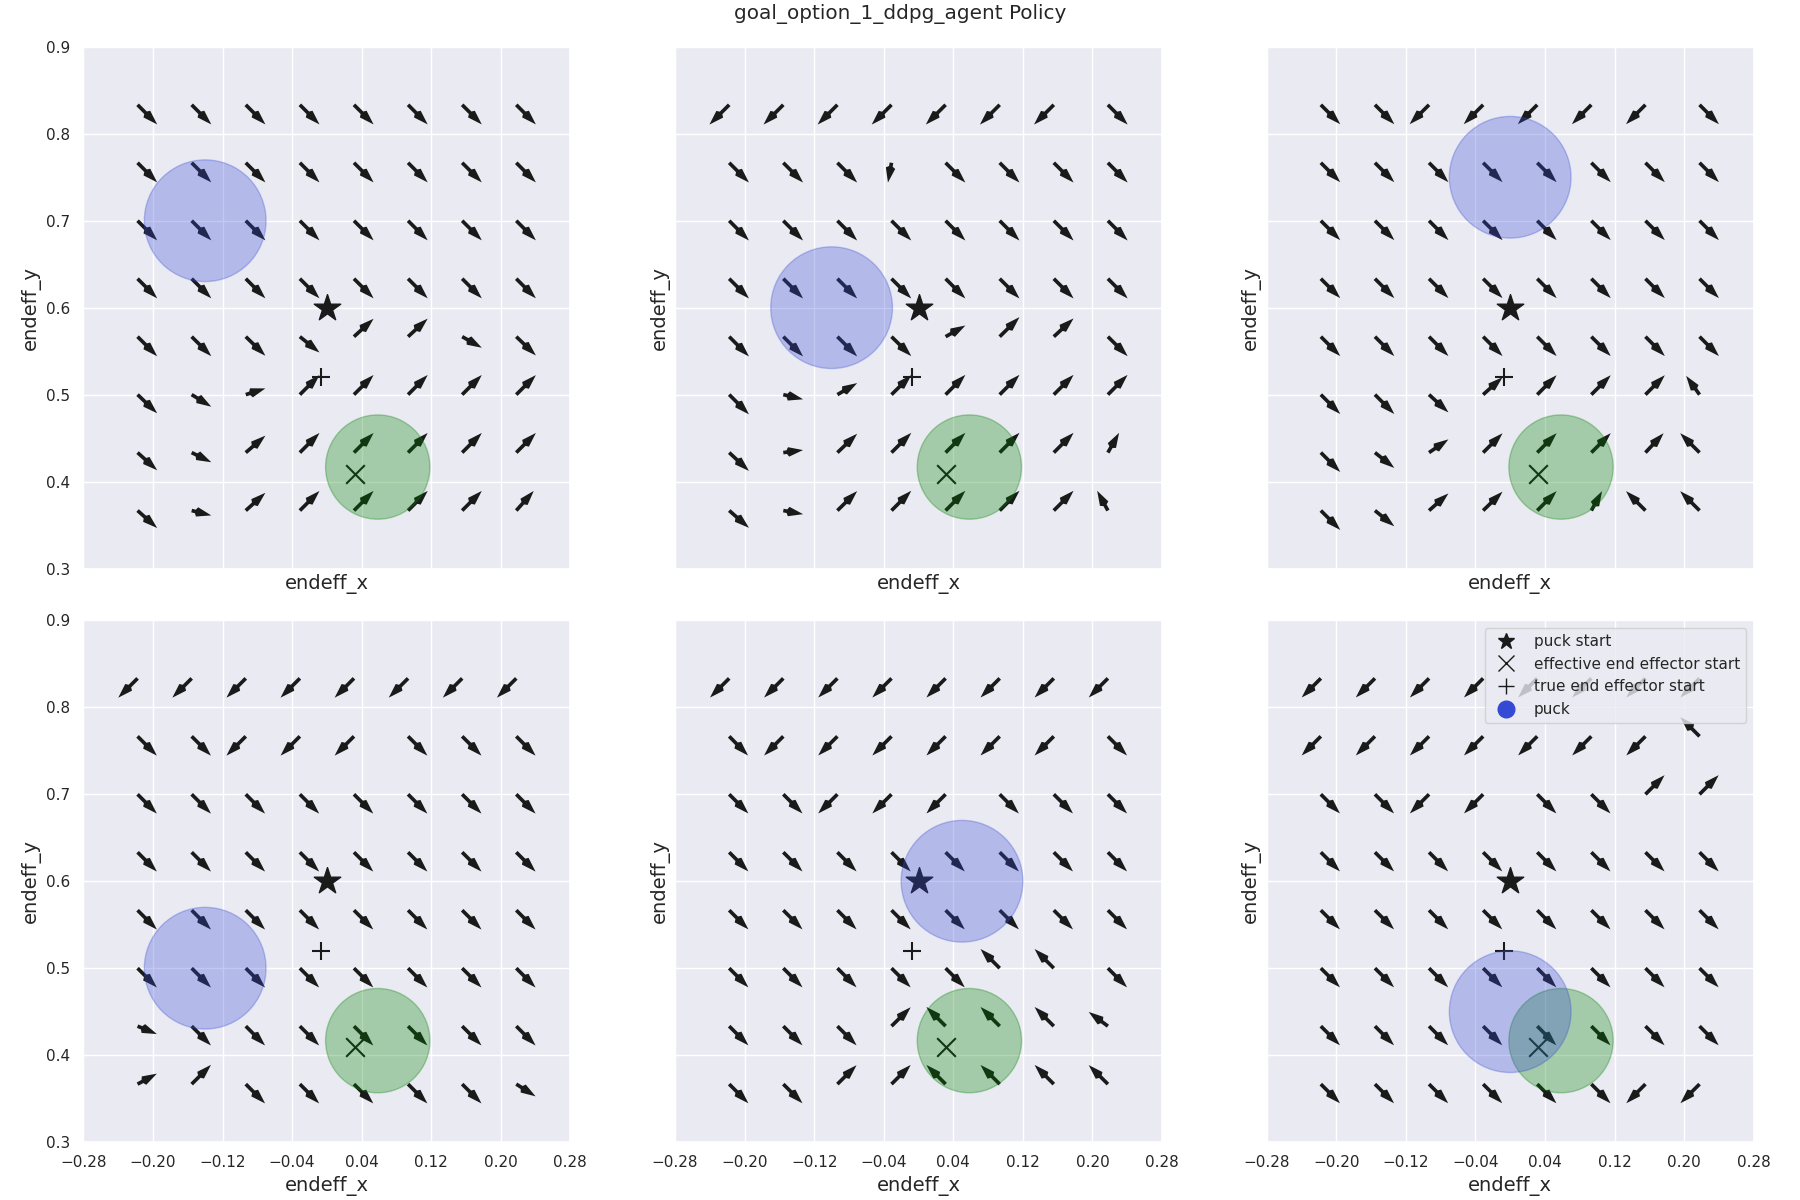 goal_option_1_ddpg_agent Policy
0.9
0.8
0.7
0.6
0.5
0.4
0.3
endeff_y
endeff_x
endeff_y
endeff_x
endeff_y
endeff_x
0.9
0.8
0.7
0.6
0.5
0.4
0.3
endeff_y
−0.28 −0.20 −0.12 −0.04 0.04 0.12 0.20 0.28
endeff_x
endeff_y
−0.28 −0.20 −0.12 −0.04 0.04 0.12 0.20 0.28
endeff_x
puck start
effective end effector start
true end effector start
puck
endeff_y
−0.28 −0.20 −0.12 −0.04 0.04 0.12 0.20 0.28
endeff_x